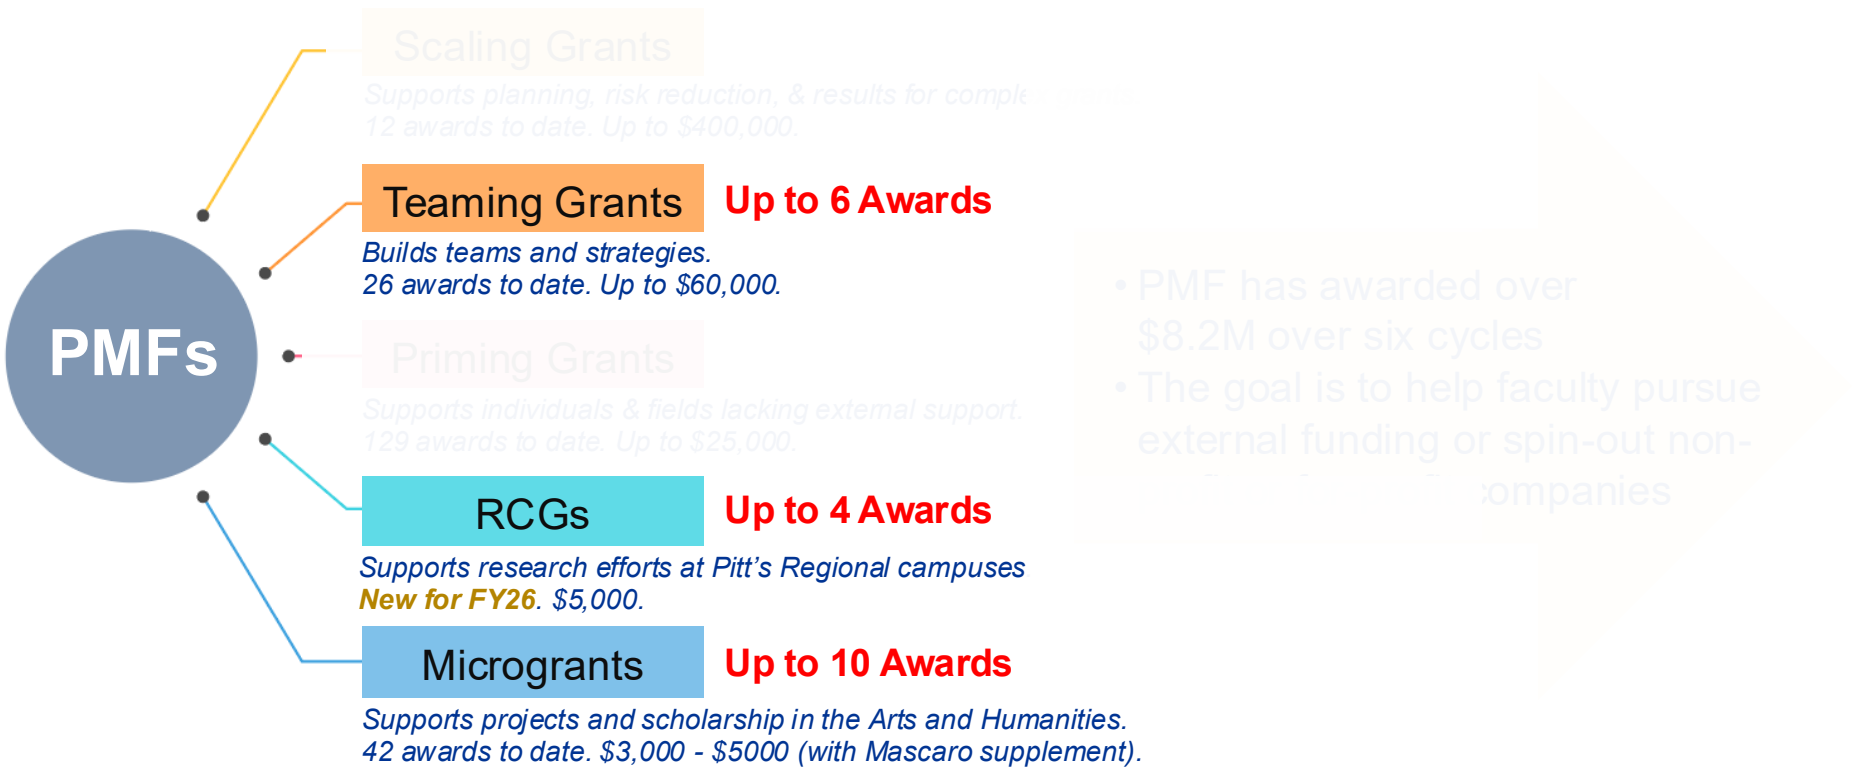 Scaling Grants
Supports planning, risk reduction, & results for comple
12 awards to date. Up to $400,000.
Teaming Grants
Up to 6 Awards
Builds teams and strategies.
26 awards to date. Up to $60,000.
PMFs
Priming Grants
Supports individuals & fields lacking external support.
129 awards to date. Up to $25,000.
RCGs
Up to 4 Awards
Supports research efforts at Pitt’s Regional campuses
New for FY26. $5,000.
Microgrants
Up to 10 Awards
Supports projects and scholarship in the Arts and Humanities.
42 awards to date. $3,000 - $5000 (with Mascaro supplement).
• PMF has awarded over
$8.2M over six cycles
• The goal is to help faculty pursue
external funding or spin-out non-
companies